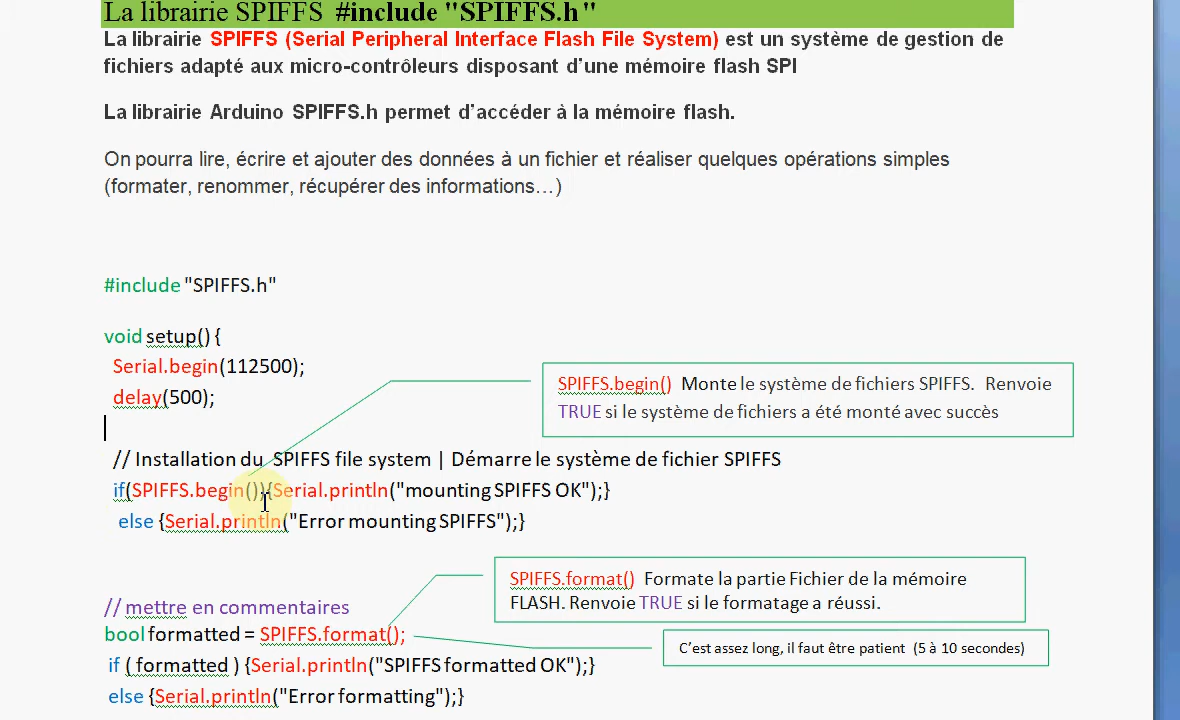 La librairie SPIFFS #include "SPIFFS.h"
La librairie SPIFFS (Serial Peripheral Interface Flash File System) est un système de gestion de
fichiers adapté aux micro-contrôleurs disposant d'une mémoire flash SPI
La librairie Arduino SPIFFS.h permet d'accéder à la mémoire flash.
On pourra lire, écrire et ajouter des données à un fichier et réaliser quelques opérations simples
(formater, renommer, récupérer des informations…)
#include "SPIFFS.h"
void setup() {
Serial.begin(112500);
delay(500);
SPIFFS.begin() Monte le système de fichiers SPIFFS. Renvoie
TRUE si le système de fichiers a été monté avec succès
// Installation du SPIFFS file system | Démarre le système de fichier SPIFFS
if(SPIFFS.begin()){Serial.println("mounting SPIFFS OK");}
else {Serial.println("Error mounting SPIFFS");}
SPIFFS.format() Formate la partie Fichier de la mémoire
FLASH. Renvoie TRUE si le formatage a réussi.
// mettre en commentaires
bool formatted = SPIFFS.format();
C'est assez long, il faut être patient (5 à 10 secondes)
if ( formatted ) {Serial.println("SPIFFS formatted OK");}
else {Serial.println("Error formatting");}